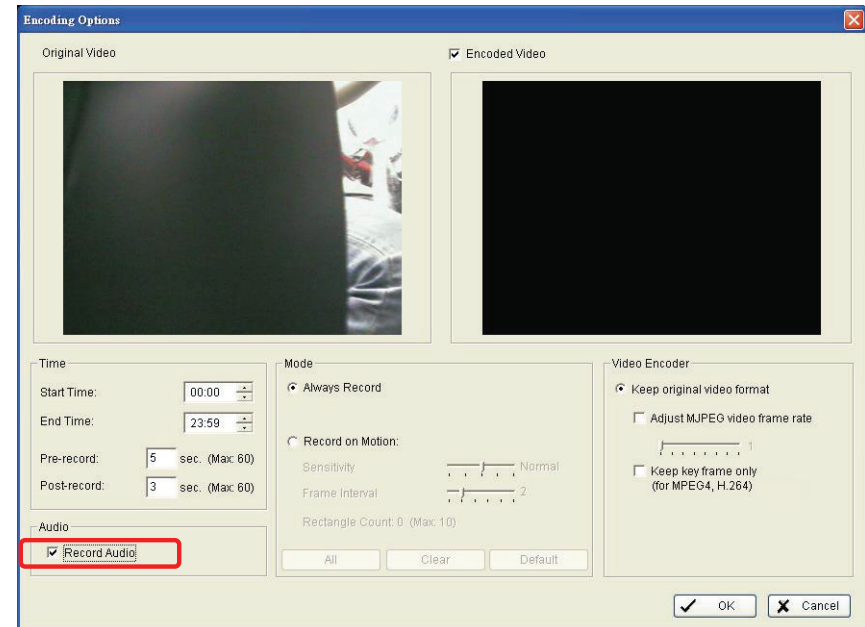 Encoding Options
Original Video
Encoded Video
Time
Start Time: 00:00
End Time: 23:59
Pre-record: 5 sec. (Max: 60)
Post-record: 3 sec. (Max: 60)
Audio
Record Audio
Mode
Always Record
Record on Motion:
Sensitivity Normal
Frame Interval 2
Rectangle Count: 0 (Max: 10)
All Clear Default
Video Encoder
Keep original video format
Adjust MJPEG video frame rate
1
Keep key frame only
(for MPEG4, H.264)
OK Cancel